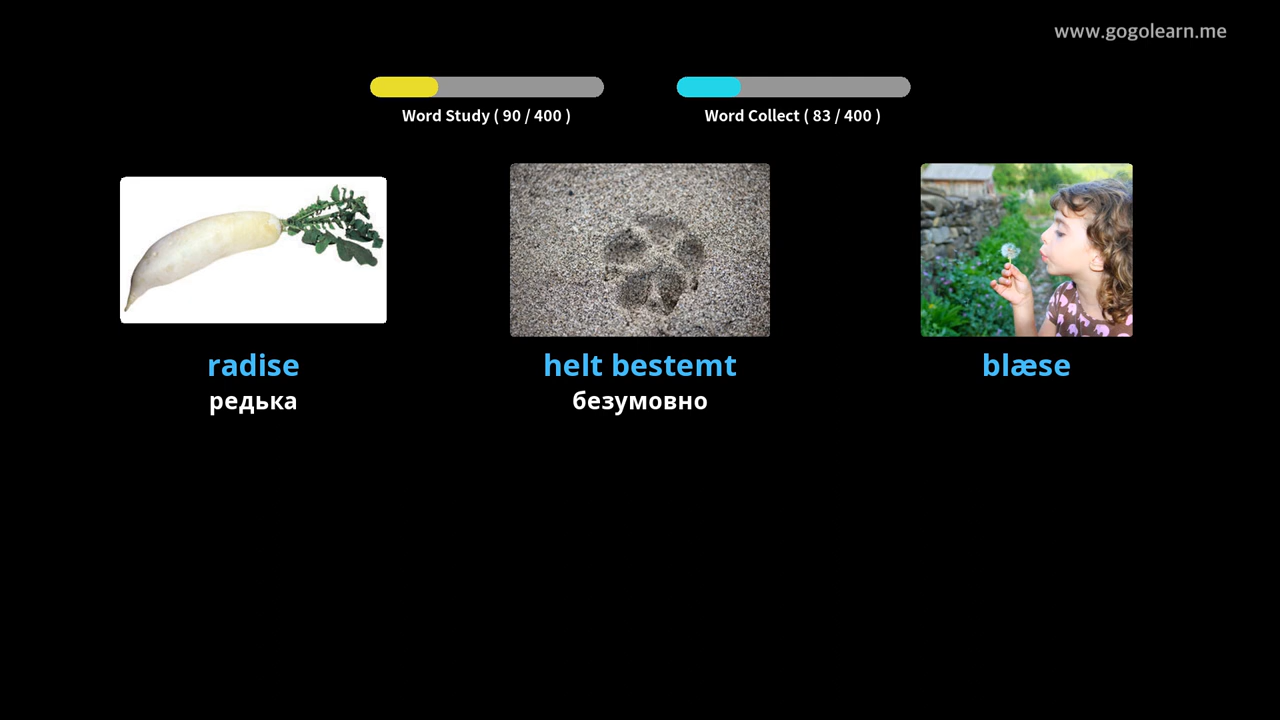 www.gogolearn.me
Word Study ( 90 / 400 )
Word Collect ( 83 / 400 )
radise
helt bestemt
blæse
редька
безумовно